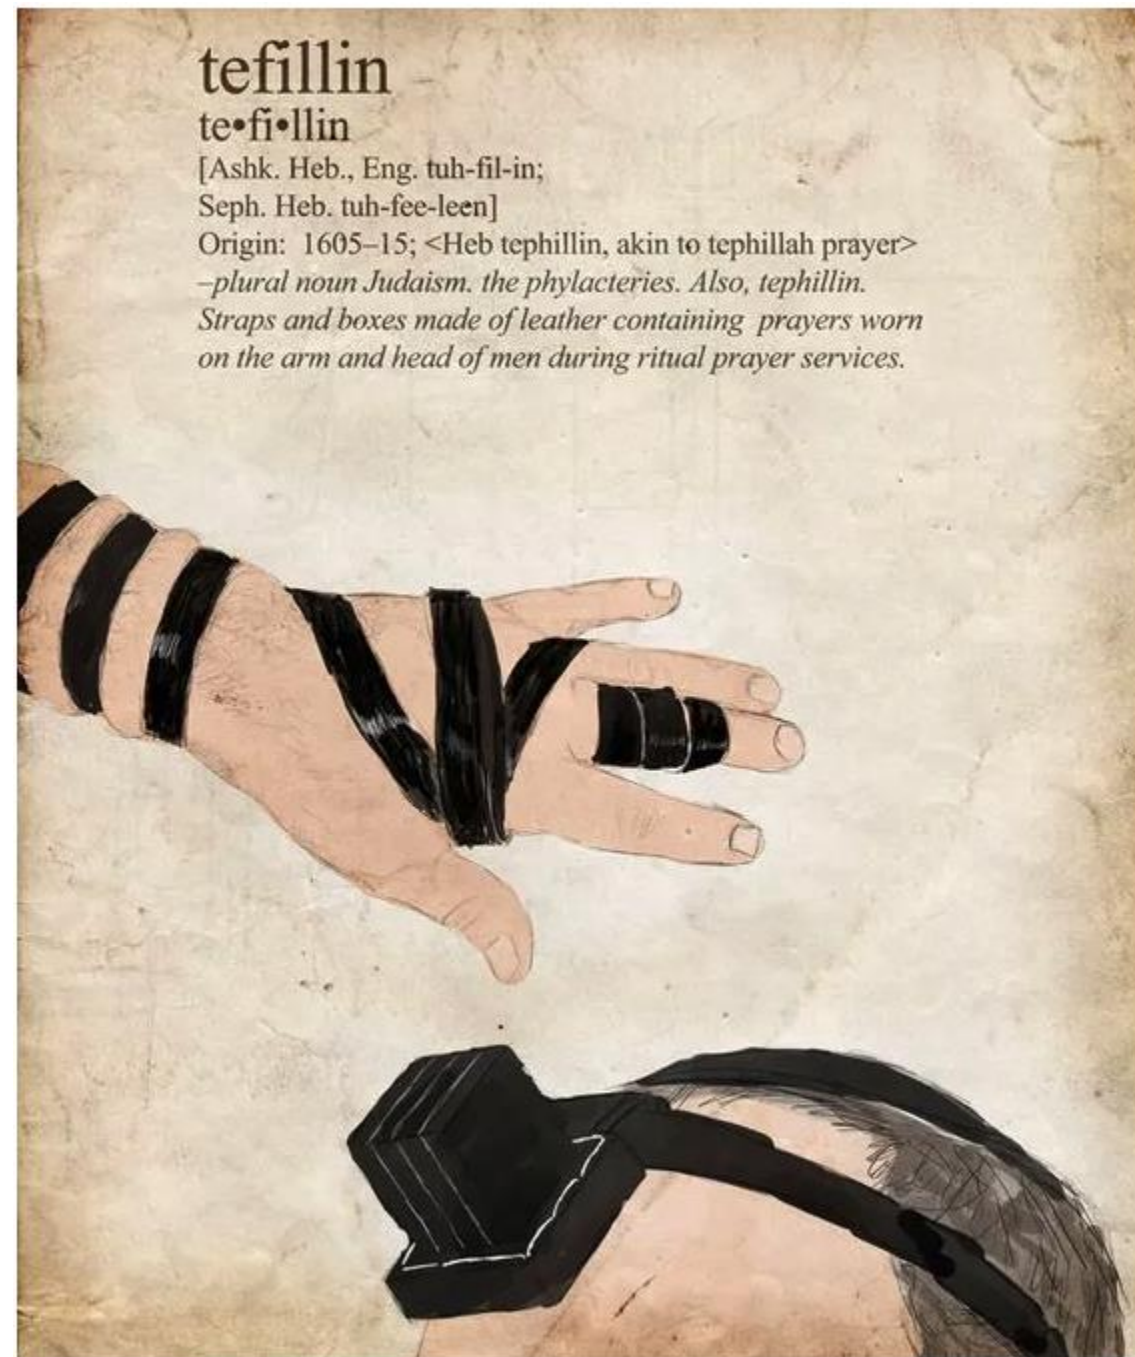 tefillin
te•fi•llin
[Ashk. Heb., Eng. tuh-fil-in;
Seph. Heb. tuh-fee-leen]
Origin:  1605–15; <Heb tephillin, akin to tephillah prayer>
–plural noun Judaism. the phylacteries. Also, tephillin.
Straps and boxes made of leather containing  prayers worn
on the arm and head of men during ritual prayer services.